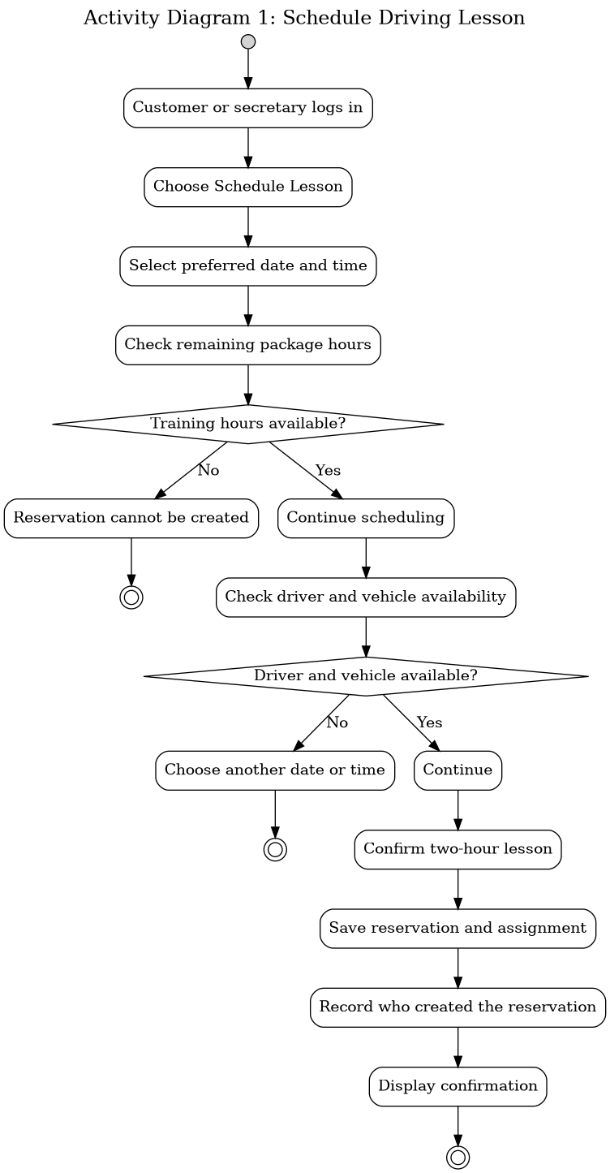 Activity Diagram 1: Schedule Driving Lesson
Customer or secretary logs in
Choose Schedule Lesson
Select preferred date and time
Check remaining package hours
Training hours available?
No
Yes
Reservation cannot be created
Continue scheduling
Check driver and vehicle availability
Driver and vehicle available?
No
Yes
Choose another date or time
Continue
Confirm two-hour lesson
Save reservation and assignment
Record who created the reservation
Display confirmation